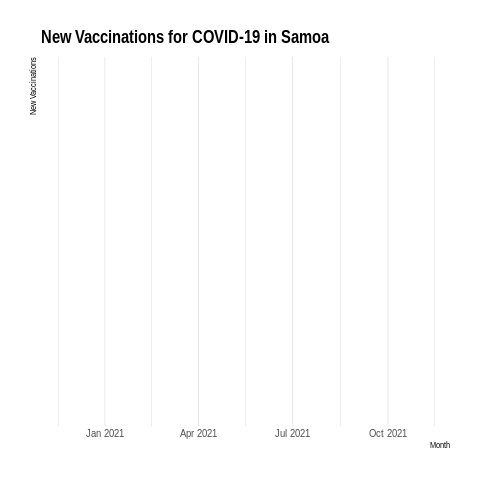 New Vaccinations for COVID-19 in Samoa
New Vaccinations
Jan 2021 Apr 2021 Jul 2021 Oct 2021
Month